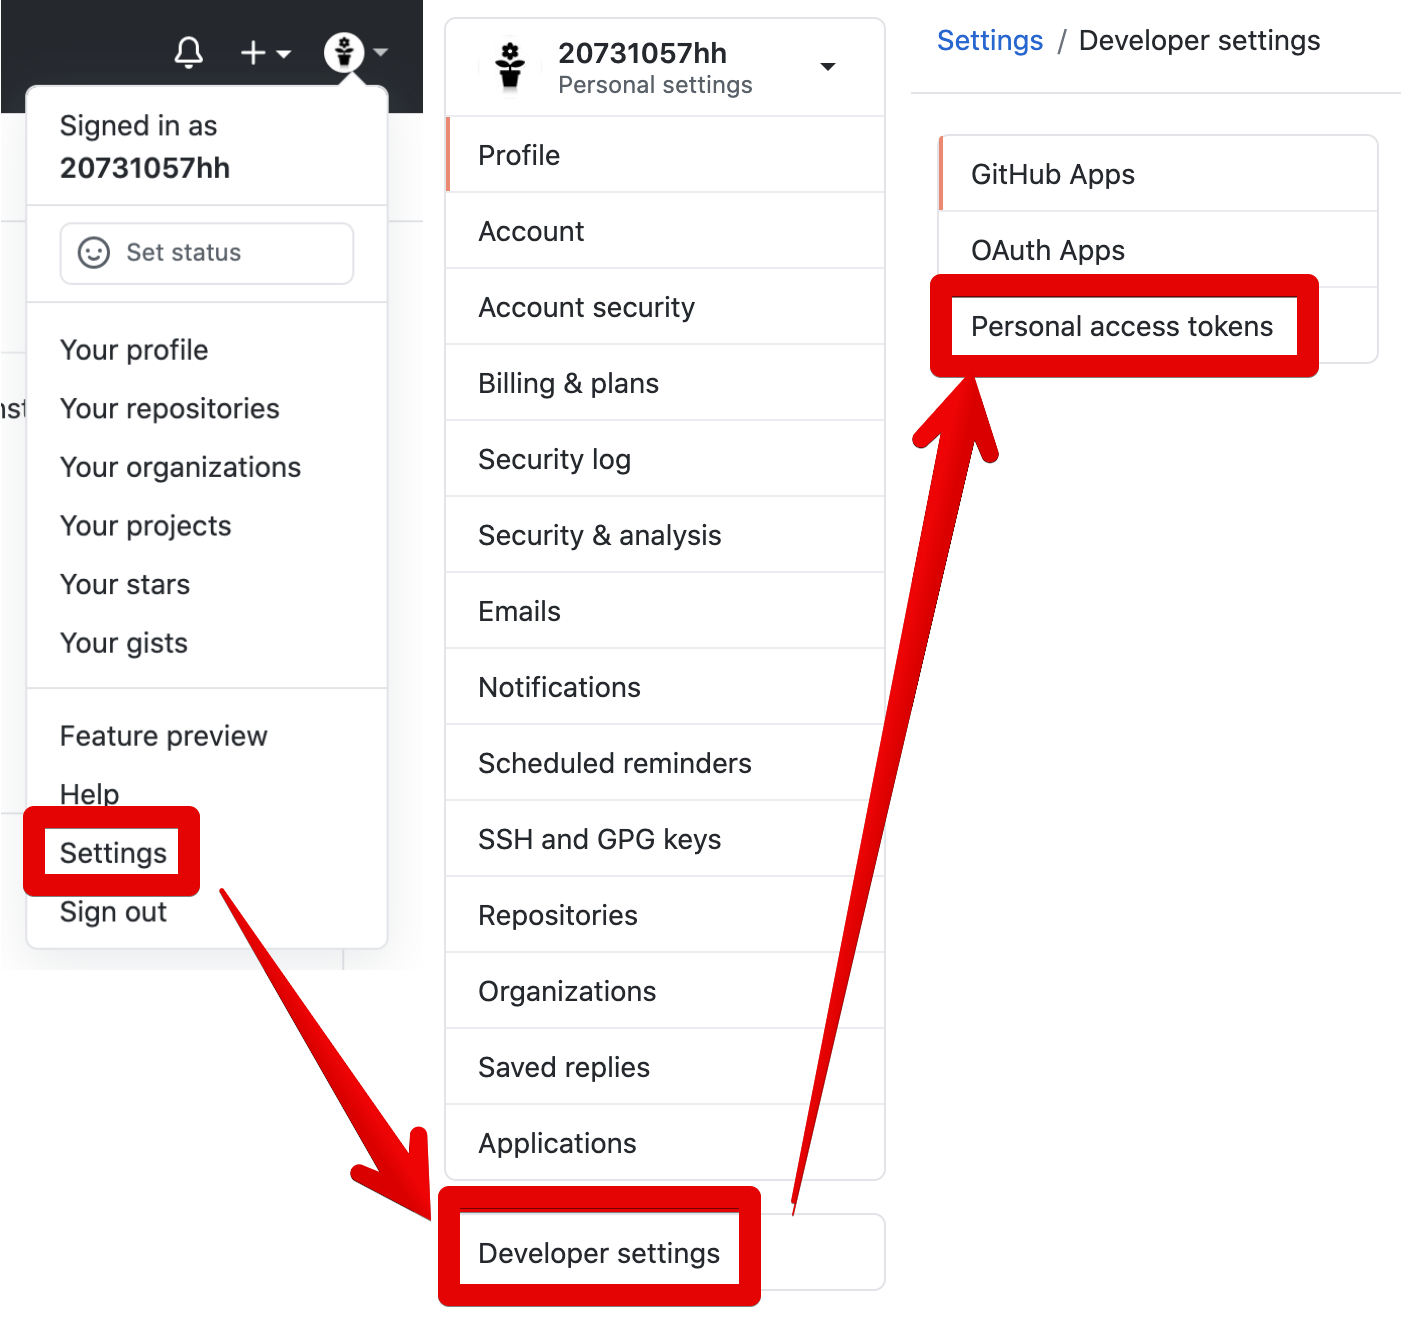 Signed in as
20731057hh
Set status
Your profile
Your repositories
Your organizations
Your projects
Your stars
Your gists
Feature preview
Help
Settings
Sign out
20731057hh
Personal settings
Profile
Account
Account security
Billing & plans
Security log
Security & analysis
Emails
Notifications
Scheduled reminders
SSH and GPG keys
Repositories
Organizations
Saved replies
Applications
Developer settings
Settings / Developer settings
GitHub Apps
OAuth Apps
Personal access tokens